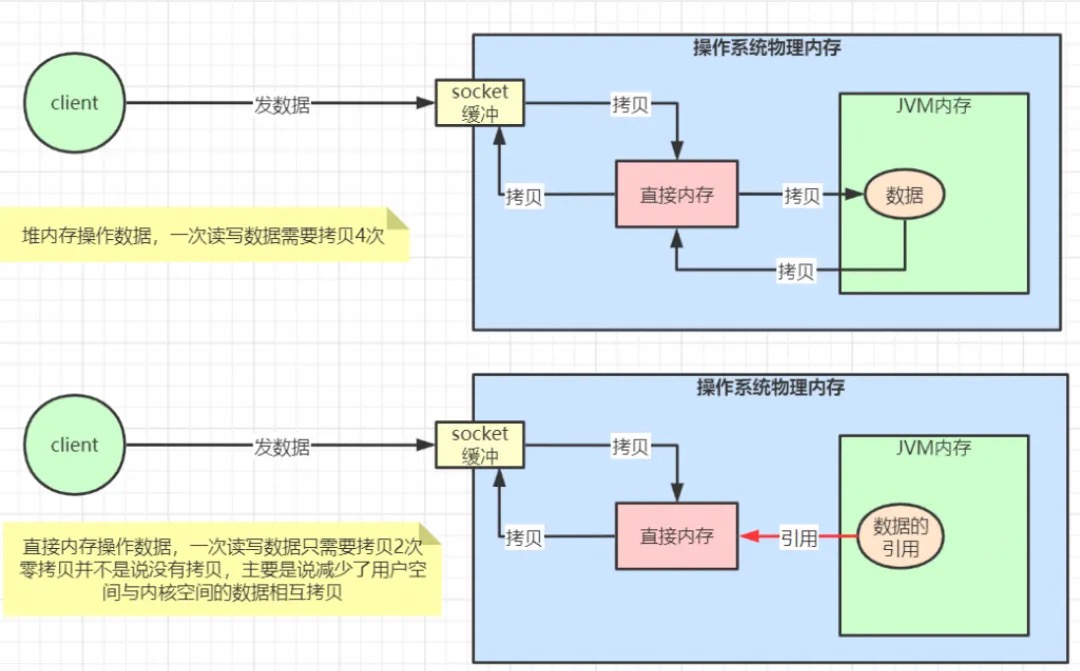 操作系统物理内存
client
发数据
socket
缓冲
拷贝
JVM内存
拷贝
直接内存
拷贝
数据
拷贝
堆内存操作数据，一次读写数据需要拷贝4次
操作系统物理内存
client
发数据
socket
缓冲
拷贝
JVM内存
拷贝
直接内存
引用
数据的
引用
直接内存操作数据，一次读写数据只需要拷贝2次
零拷贝并不是说没有拷贝，主要是说减少了用户空
间与内核空间的数据相互拷贝